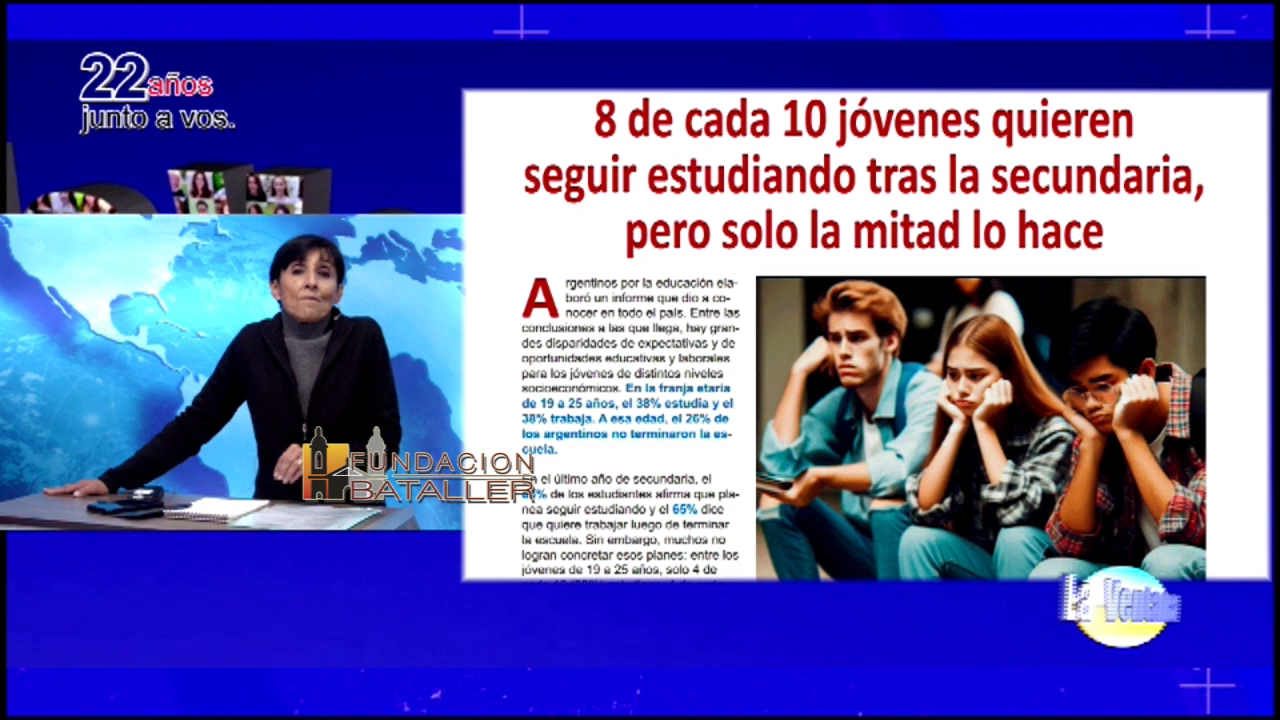 22 años
junto a vos.
8 de cada 10 jóvenes quieren
seguir estudiando tras la secundaria,
pero solo la mitad lo hace
Argentinos por la educación ela-
boró un informe que dio a co-
nocer en todo el país. Entre las
conclusiones a las que llega, hay gran-
des disparidades de expectativas y de
oportunidades educativas y laborales
para los jóvenes de distintos niveles
socioeconómicos. En la franja etaria
de 19 a 25 años, el 38% estudia y el
38% trabaja. A esa edad, el 26% de
los argentinos no terminaron la es-
cuela.
En el último año de secundaria, el
de los estudiantes afirma que pla-
nea seguir estudiando y el 65% dice
que quiere trabajar luego de terminar
la escuela. Sin embargo, muchos no
logran concretar esos planes: entre los
jóvenes de 19 a 25 años, solo 4 de
FUNDACION
BATALLER
La Ventana